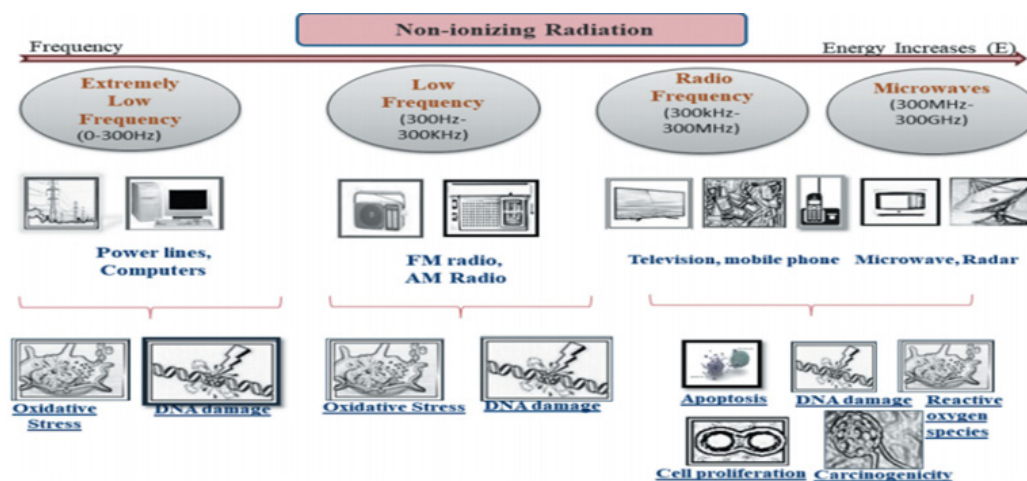 Non-ionizing Radiation
Frequency
Energy Increases (E)
Extremely
Low
Frequency
(0-300Hz)
Low
Frequency
(300Hz-
300KHz)
Radio
Frequency
(300kHz-
300MHz)
Microwaves
(300MHz-
300GHz)
Power lines,
Computers
FM radio,
AM Radio
Television, mobile phone
Microwave, Radar
Oxidative
Stress
DNA damage
Oxidative Stress
DNA damage
Apoptosis
DNA damage
Reactive
oxygen
species
Cell proliferation
Carcinogenicity